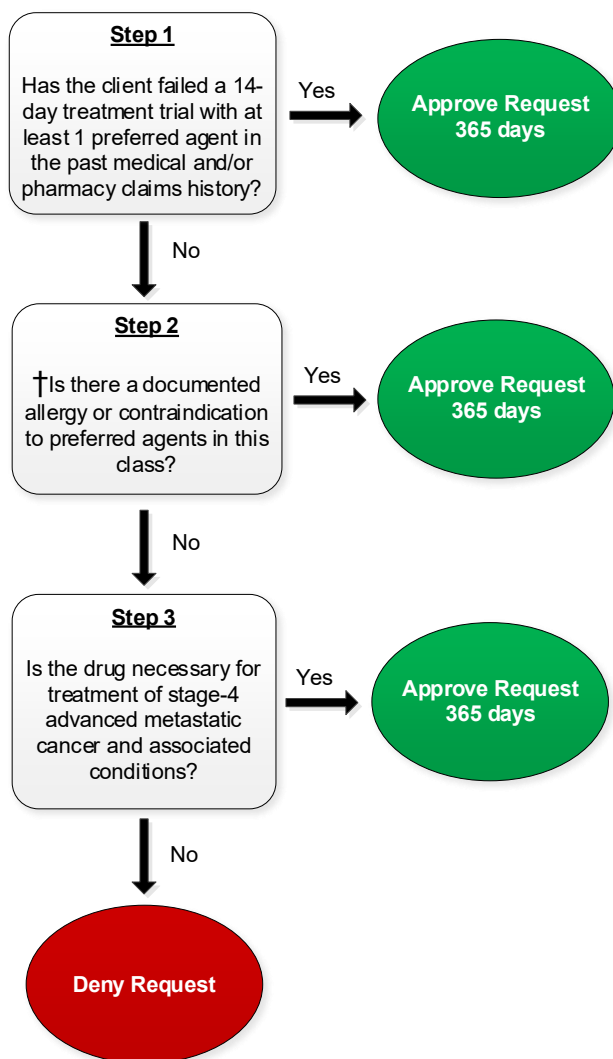 Step 1
Has the client failed a 14-
day treatment trial with at
least 1 preferred agent in
the past medical and/or
pharmacy claims history?
Yes
Approve Request
365 days
No
Step 2
†Is there a documented
allergy or contraindication
to preferred agents in this
class?
Yes
Approve Request
365 days
No
Step 3
Is the drug necessary for
treatment of stage-4
advanced metastatic
cancer and associated
conditions?
Yes
Approve Request
365 days
No
Deny Request